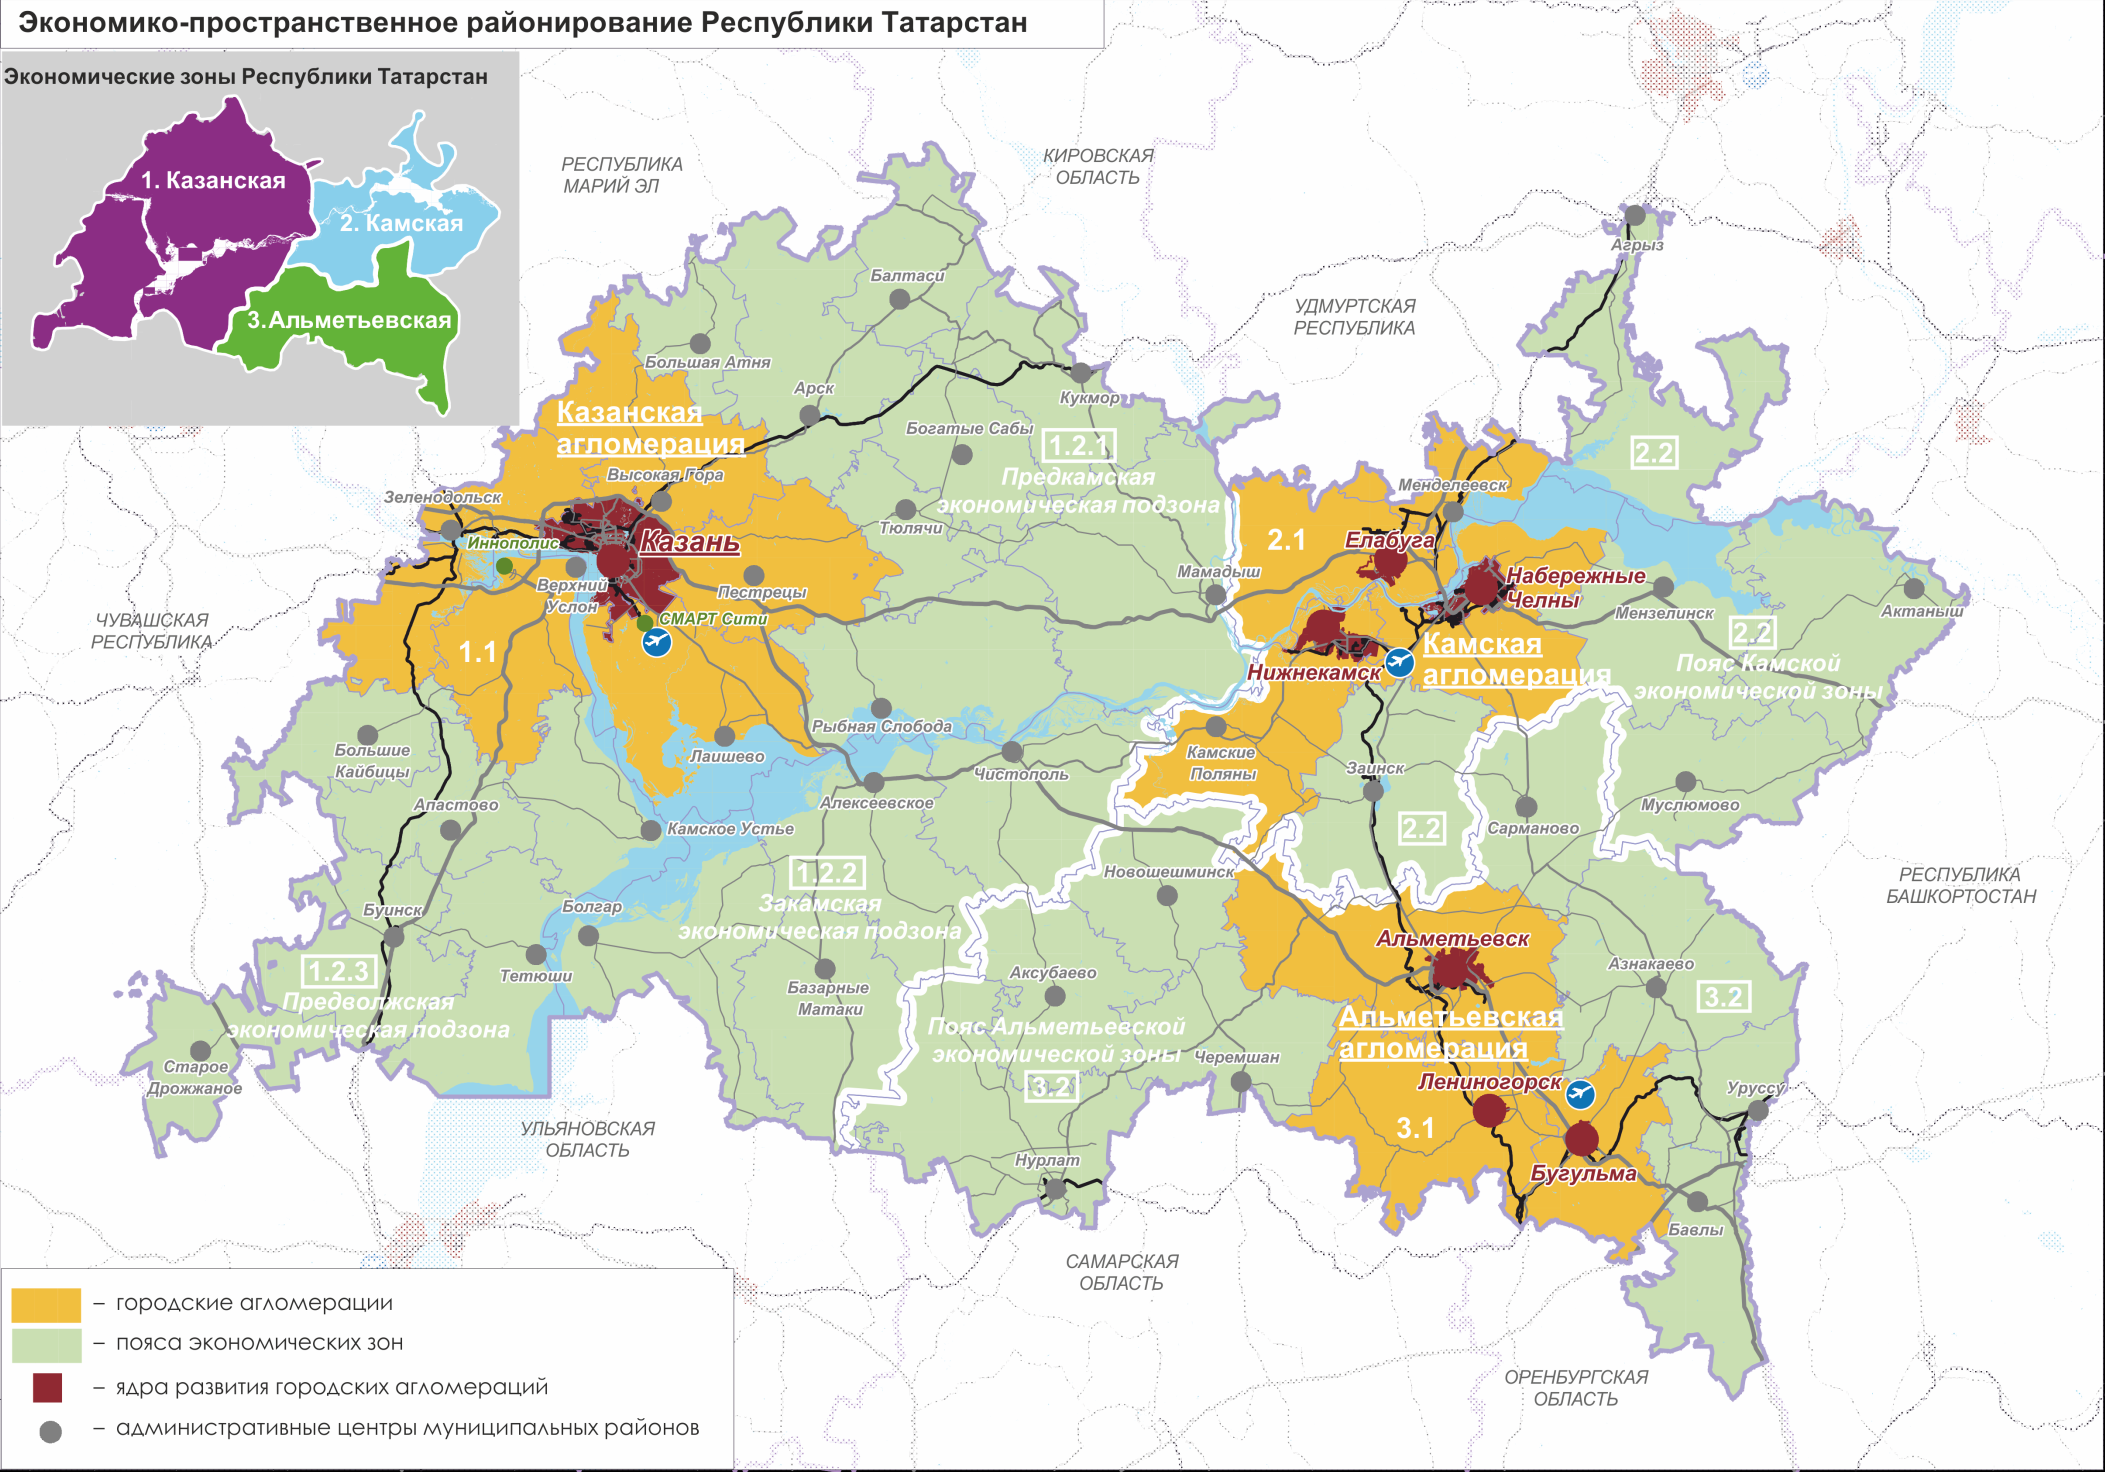 Экономико-пространственное районирование Республики Татарстан
Экономические зоны Республики Татарстан
1. Казанская
2. Камская
3.Альметьевская
РЕСПУБЛИКА
МАРИЙ ЭЛ
КИРОВСКАЯ
ОБЛАСТЬ
УДМУРТСКАЯ
РЕСПУБЛИКА
Агрыз
Балтаси
Большая Атня
Арск
Кукмор
Казанская
агломерация
Богатые Сабы
1.2.1
Предкамская
экономическая подзона
2.2
Высокая Гора
Зеленодольск
Менделеевск
Тюлячи
Иннополис
Казань
2.1
Елабуга
Верхний
Услон
Пестрецы
Мамадыш
Набережные
Челны
Мензелинск
Актаныш
СМАРТ Сити
ЧУВАШСКАЯ
РЕСПУБЛИКА
1.1
Камская
агломерация
2.2
Пояс Камской
экономической зоны
Нижнекамск
Большие
Кайбицы
Рыбная Слобода
Лаишево
Чистополь
Камские
Поляны
Заинск
Апастово
Алексеевское
Камское Устье
Сарманово
Муслюмово
2.2
1.2.2
Закамская
экономическая подзона
Новошешминск
РЕСПУБЛИКА
БАШКОРТОСТАН
Буинск
Болгар
Альметьевск
1.2.3
Предволжская
экономическая подзона
Тетюши
Базарные
Матаки
Аксубаево
Азнакаево
3.2
Пояс Альметьевской
экономической зоны
3.2
Альметьевская
агломерация
Черемшан
Старое
Дрожжаное
Лениногорск
Уруссу
УЛЬЯНОВСКАЯ
ОБЛАСТЬ
3.1
Нурлат
Бугульма
Бавлы
САМАРСКАЯ
ОБЛАСТЬ
ОРЕНБУРГСКАЯ
ОБЛАСТЬ
– городские агломерации
– пояса экономических зон
– ядра развития городских агломераций
– административные центры муниципальных районов